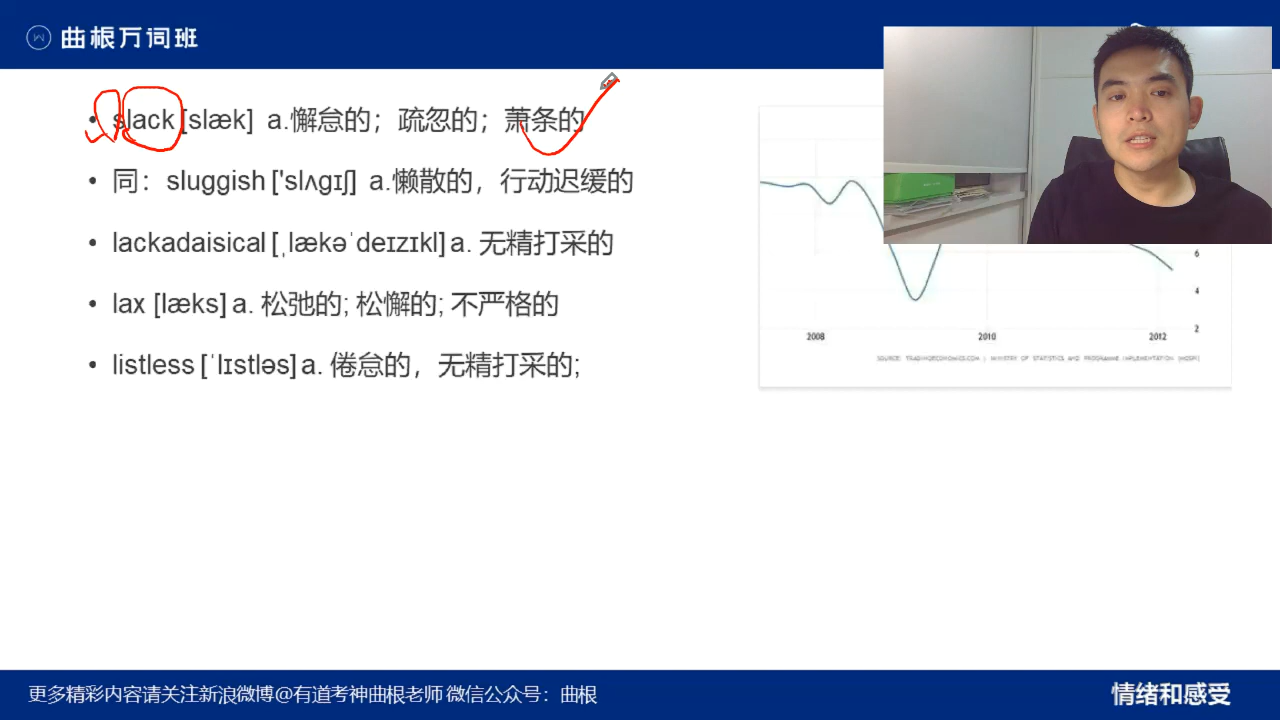 曲根万词班
• slack [slæk] a.懈怠的；疏忽的；萧条的
• 同：sluggish ['slʌgɪʃ] a.懒散的，行动迟缓的
• lackadaisical [ˌlækəˈdeɪzɪkl] a. 无精打采的
• lax [læks] a. 松弛的; 松懈的; 不严格的
• listless [ˈlɪstləs] a. 倦怠的，无精打采的;
6
4
2
2008 2010 2012
SOURCE: TRADINGECONOMICS.COM | MINISTRY OF STATISTICS AND PROGRAMME IMPLEMENTATION (MOSPI)
更多精彩内容请关注新浪微博@有道考神曲根老师 微信公众号：曲根
情绪和感受